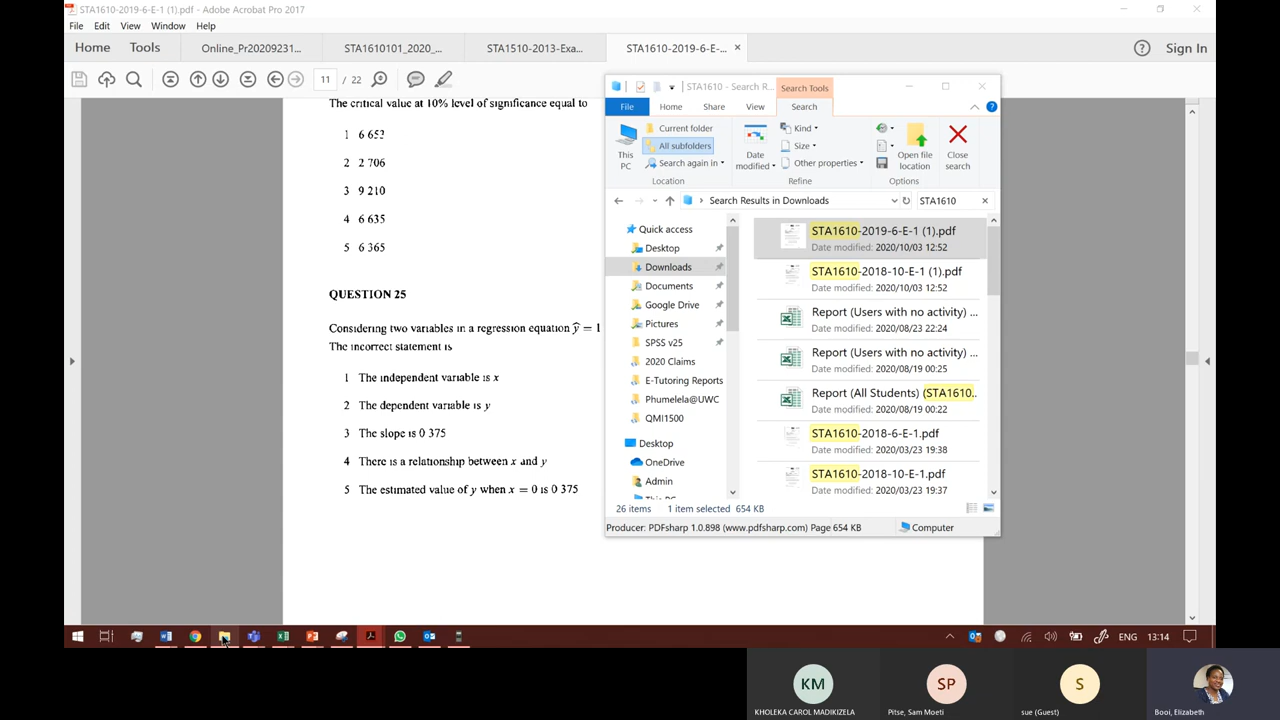 STA1610-2019-6-E-1 (1).pdf - Adobe Acrobat Pro 2017
File Edit View Window Help
Home Tools Online_Pr20209231... STA1610101_2020_... STA1510-2013-Exa... STA1610-2019-6-E-... × Sign In
11 / 22
The critical value at 10% level of significance equal to
1 6 652
2 2 706
3 9 210
4 6 635
5 6 365
QUESTION 25
Considering two variables in a regression equation ŷ = 1
The incorrect statement is
1 The independent variable is x
2 The dependent variable is y
3 The slope is 0 375
4 There is a relationship between x and y
5 The estimated value of y when x = 0 is 0 375
STA1610 - Search R...
Search Tools
File Home Share View Search
This PC
Current folder
All subfolders
Search again in
Location
Date modified
Kind
Size
Other properties
Refine
Open file location
Options
Close search
Search Results in Downloads
STA1610
Quick access
Desktop
Downloads
Documents
Google Drive
Pictures
SPSS v25
2020 Claims
E-Tutoring Reports
Phumelela@UWC
QMI1500
Desktop
OneDrive
Admin
This PC
STA1610-2019-6-E-1 (1).pdf
Date modified: 2020/10/03 12:52
STA1610-2018-10-E-1 (1).pdf
Date modified: 2020/10/03 12:52
Report (Users with no activity) ...
Date modified: 2020/08/23 22:24
Report (Users with no activity) ...
Date modified: 2020/08/19 00:25
Report (All Students) (STA1610..
Date modified: 2020/08/19 00:22
STA1610-2018-6-E-1.pdf
Date modified: 2020/03/23 19:38
STA1610-2018-10-E-1.pdf
Date modified: 2020/03/23 19:37
26 items 1 item selected 654 KB
Producer: PDFsharp 1.0.898 (www.pdfsharp.com) Page 654 KB Computer
ENG 13:14
KM
SP
S
KHOLEKA CAROL MADIKIZELA
Pitse, Sam Moeti
sue (Guest)
Booi, Elizabeth